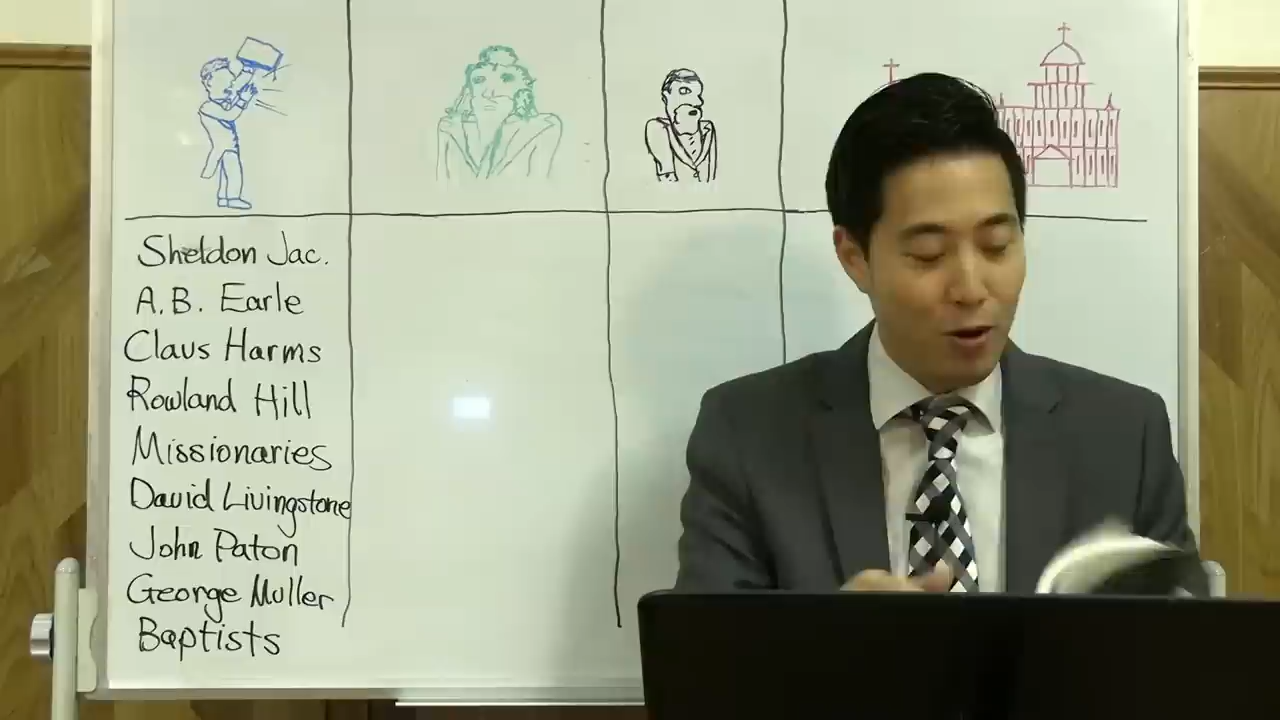 Sheldon Jac.
A.B. Earle
Claus Harms
Rowland Hill
Missionaries
David Livingstone
John Paton
George Muller
Baptists